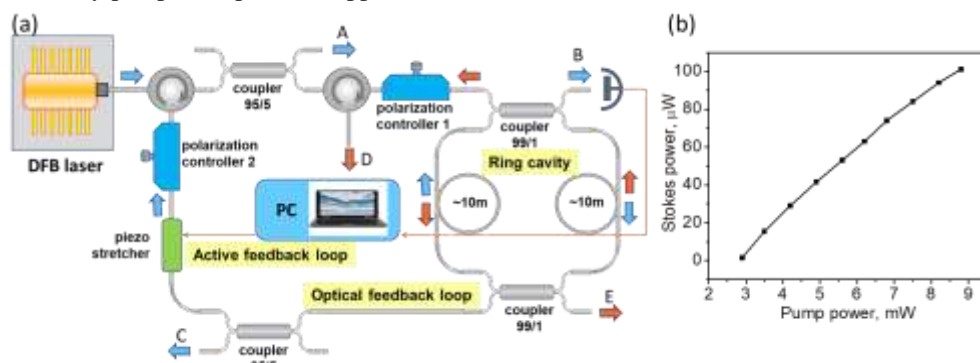 (a)
A
B
coupler
95/5
polarization
controller 1
coupler
99/1
polarization
controller 2
DFB laser
D
Ring cavity
PC
~10m
~10m
piezo
stretcher
Active feedback loop
Optical feedback loop
E
coupler
99/1
C
coupler
(b)
Stokes power, µW
100
80
60
40
20
0
2 3 4 5 6 7 8 9
Pump power, mW